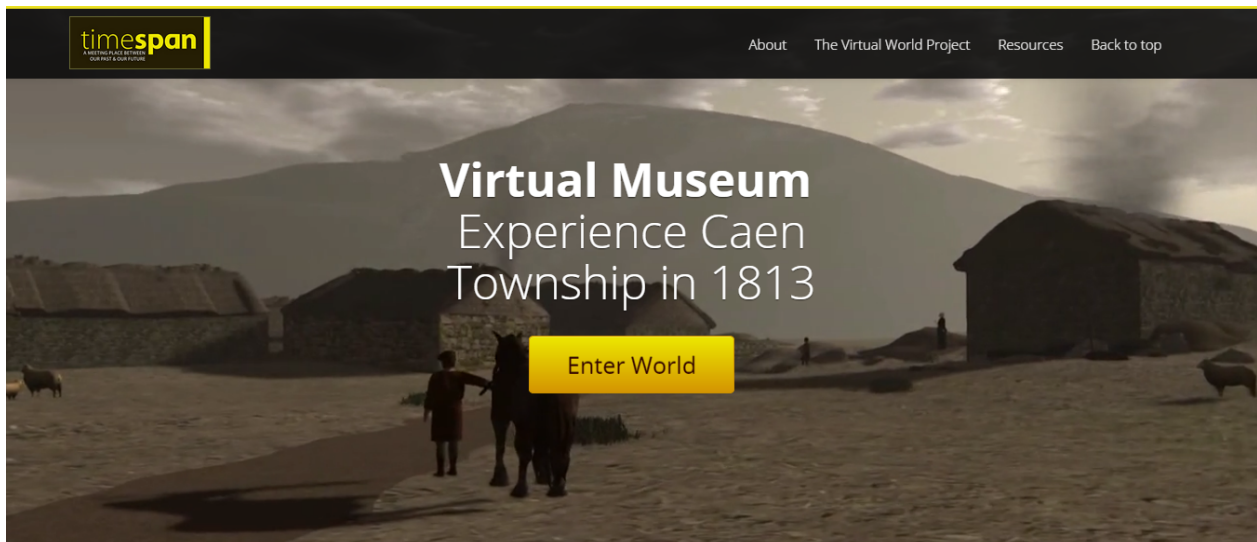 timespan
A MEETING PLACE BETWEEN
OUR PAST & OUR FUTURE
About
The Virtual World Project
Resources
Back to top
Virtual Museum
Experience Caen
Township in 1813
Enter World